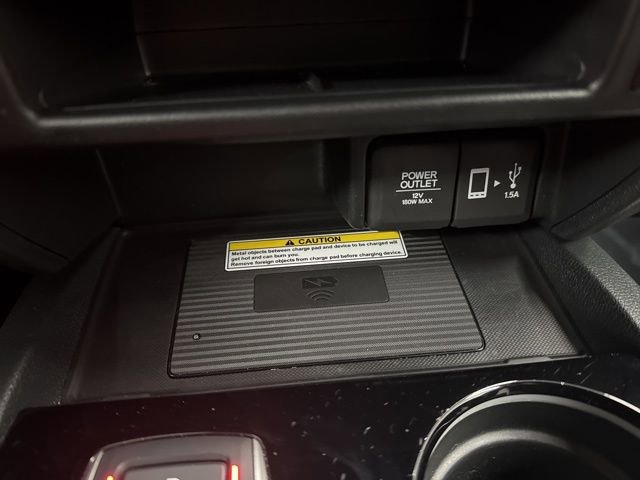 POWER
OUTLET
12V
180W MAX
1.5A
CAUTION
Metal objects between charge pad and device to be charged will
get hot and can burn you.
Remove foreign objects from charge pad before charging device.